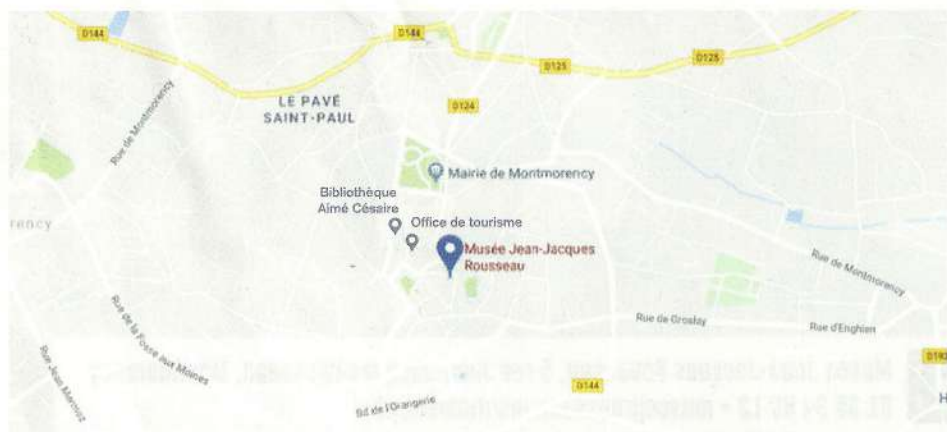 D144
D144
D125
D125
LE PAVÉ
SAINT-PAUL
D124
Rue de Montmorency
Mairie de Montmorency
Bibliothèque
Aimé Césaire
Office de tourisme
rency
Musée Jean-Jacques
Rousseau
Rue de Montmorency
Rue de la Fosse aux Moines
Rue de Groslay
Rue d'Enghien
Rue Jean Mermoz
D144
Bd de l'Orangerie
H